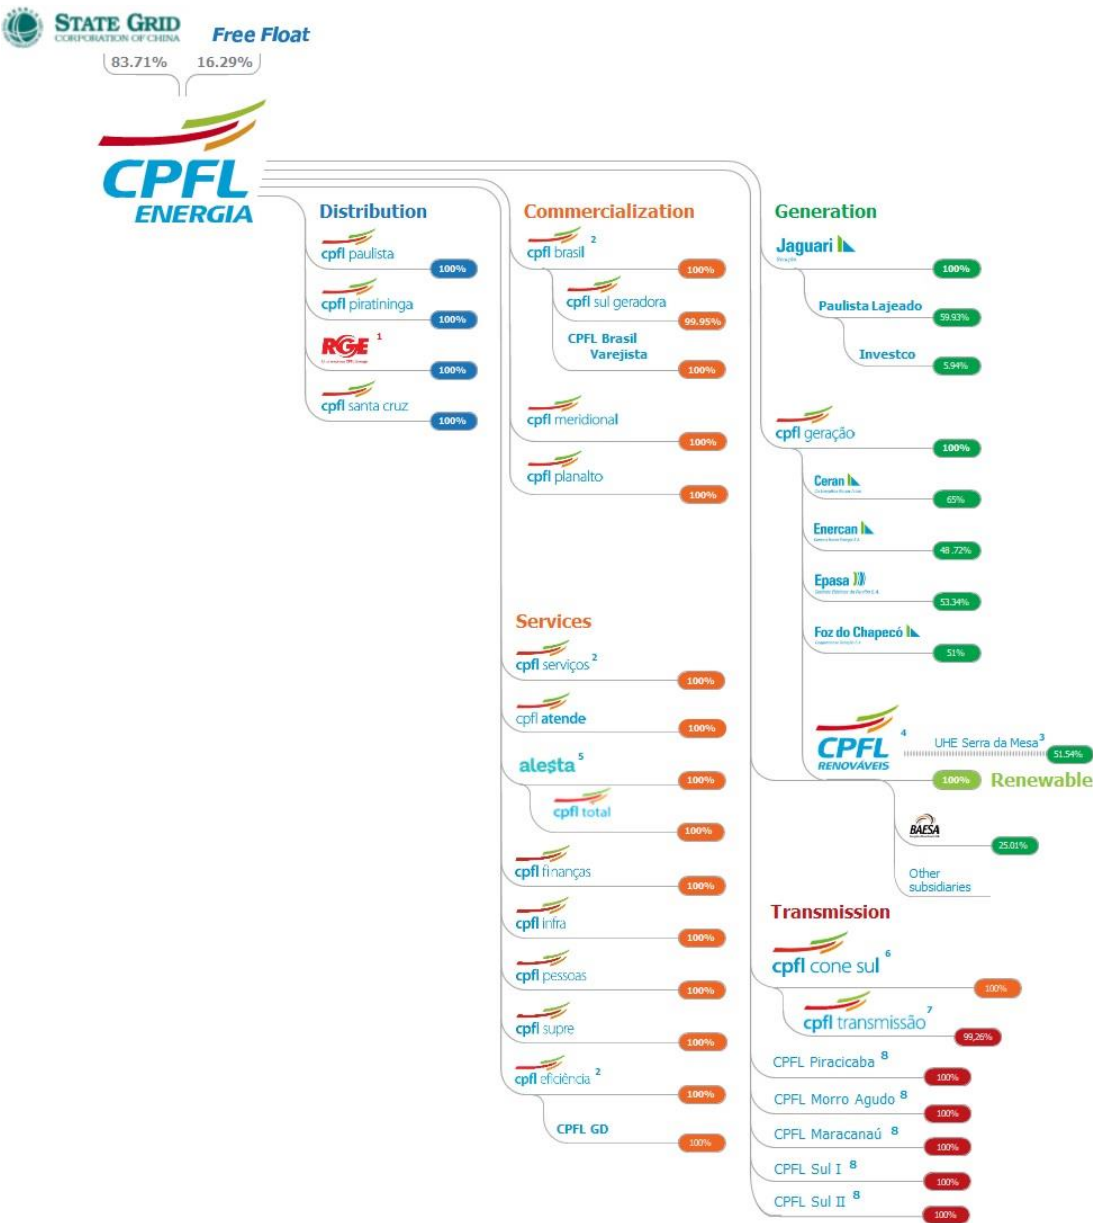 STATE GRID
CORPORATION OF CHINA
Free Float
83.71%
16.29%
CPFL
ENERGIA
Distribution
cpfl paulista
100%
cpfl piratininga
100%
RGE 1
100%
cpfl santa cruz
100%
Commercialization
cpfl brasil 2
100%
cpfl sul geradora
99.95%
CPFL Brasil
Varejista
100%
cpfl meridional
100%
cpfl planalto
100%
Services
cpfl serviços 2
100%
cpfl atende
100%
alesta 5
100%
cpfl total
100%
cpfl finanças
100%
cpfl infra
100%
cpfl pessoas
100%
cpfl supre
100%
cpfl eficiência 2
100%
CPFL GD
100%
Generation
Jaguari
100%
Paulista Lajeado
59.93%
Investco
5.94%
cpfl geração
100%
Ceran
65%
Enercan
48.72%
Epasa
53.34%
Foz do Chapecó
51%
CPFL 4
RENOVÁVEIS
UHE Serra da Mesa 3
51.54%
100% Renewable
BAESA
25.01%
Other
subsidiaries
Transmission
cpfl cone sul 6
100%
cpfl transmissão 7
99,26%
CPFL Piracicaba 8
100%
CPFL Morro Agudo 8
100%
CPFL Maracanaú 8
100%
CPFL Sul I 8
100%
CPFL Sul II 8
100%